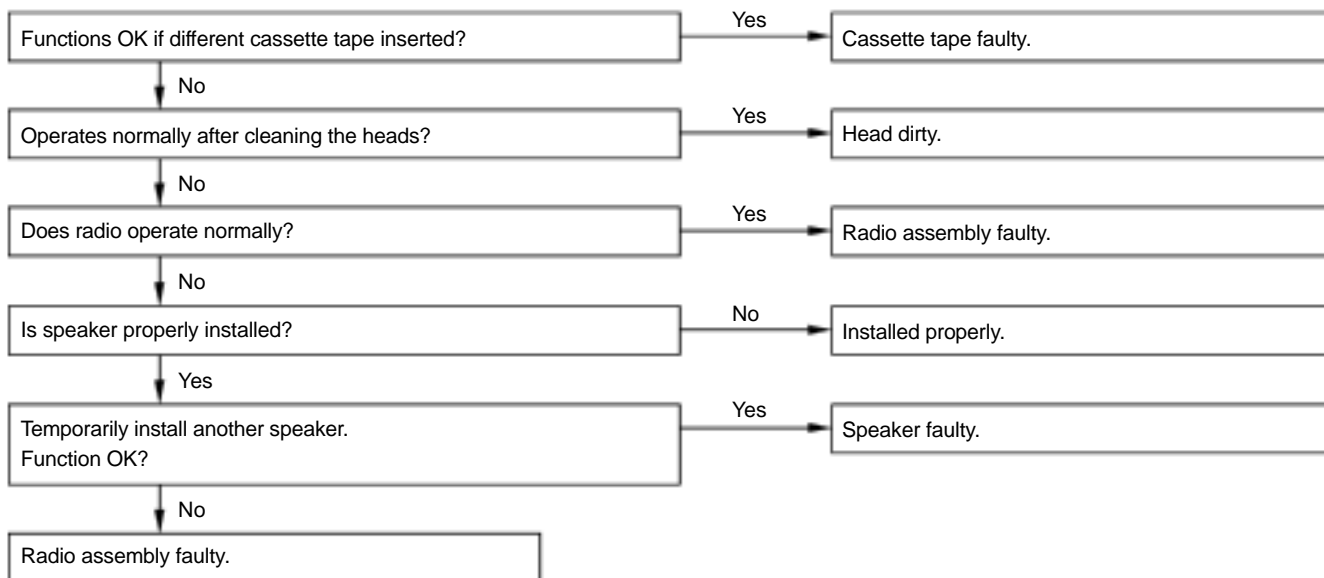 Functions OK if different cassette tape inserted?
Yes
Cassette tape faulty.
No
Operates normally after cleaning the heads?
Yes
Head dirty.
No
Does radio operate normally?
Yes
Radio assembly faulty.
No
Is speaker properly installed?
No
Installed properly.
Yes
Temporarily install another speaker.
Function OK?
Yes
Speaker faulty.
No
Radio assembly faulty.